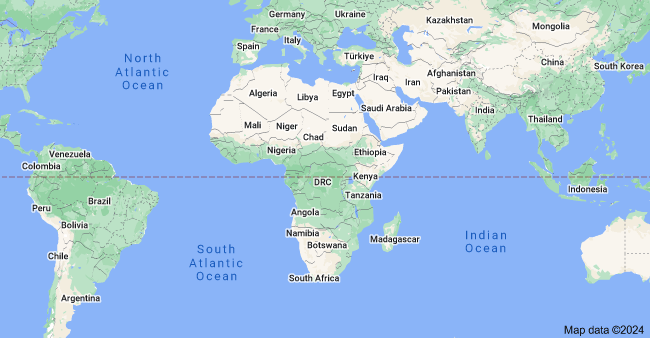 Germany
Ukraine
Kazakhstan
Mongolia
France
Italy
Spain
Türkiye
North
Atlantic
Ocean
China
South Korea
Afghanistan
Iraq
Iran
Pakistan
Algeria
Libya
Egypt
Saudi Arabia
India
Thailand
Mali
Niger
Chad
Sudan
Nigeria
Ethiopia
Venezuela
Colombia
DRC
Kenya
Indonesia
Tanzania
Peru
Brazil
Angola
Bolivia
Namibia
Botswana
Madagascar
Indian
Ocean
South
Atlantic
Ocean
Chile
South Africa
Argentina
Map data ©2024